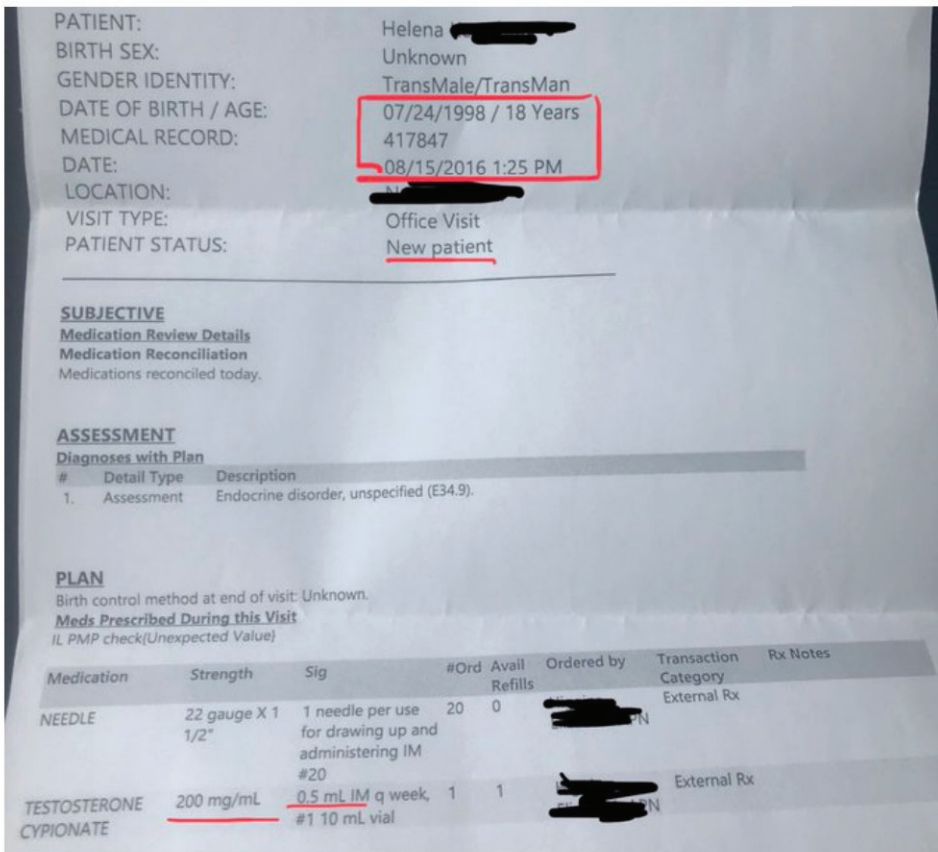 PATIENT: Helena
BIRTH SEX: Unknown
GENDER IDENTITY: TransMale/TransMan
DATE OF BIRTH / AGE: 07/24/1998 / 18 Years
MEDICAL RECORD: 417847
DATE: 08/15/2016 1:25 PM
LOCATION:
VISIT TYPE: Office Visit
PATIENT STATUS: New patient
SUBJECTIVE
Medication Review Details
Medication Reconciliation
Medications reconciled today.
ASSESSMENT
Diagnoses with Plan
# Detail Type Description
1. Assessment Endocrine disorder, unspecified (E34.9).
PLAN
Birth control method at end of visit: Unknown.
Meds Prescribed During this Visit
IL PMP check(Unexpected Value}
Medication Strength Sig #Ord Avail Refills Ordered by Transaction Category Rx Notes
NEEDLE 22 gauge X 1 1/2" 1 needle per use for drawing up and administering IM #20 20 0 External Rx
TESTOSTERONE CYPIONATE 200 mg/mL 0.5 mL IM q week, #1 10 mL vial 1 1 External Rx